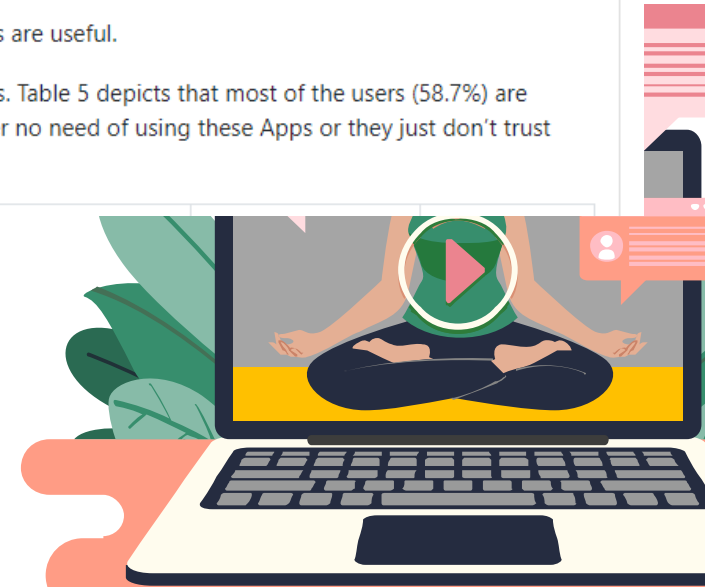 are useful.
s. Table 5 depicts that most of the users (58.7%) are
no need of using these Apps or they just don't trust